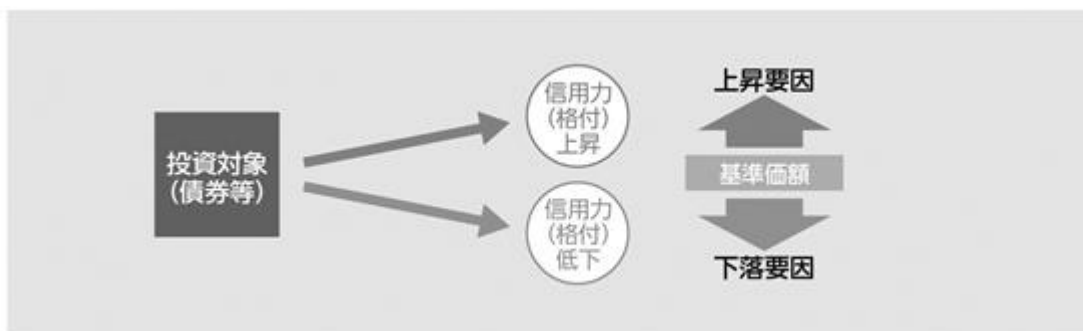 投資対象
(債券等)
信用力
(格付)
上昇
信用力
(格付)
低下
上昇要因
基準価額
下落要因